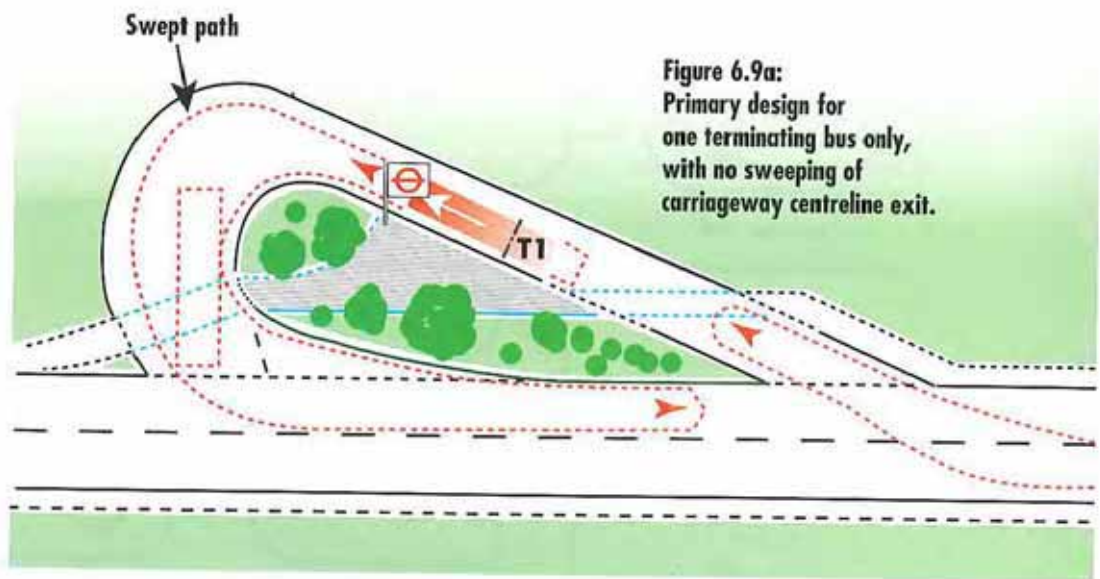 Swept path
Figure 6.9a:
Primary design for
one terminating bus only,
with no sweeping of
carriageway centreline exit.
T1